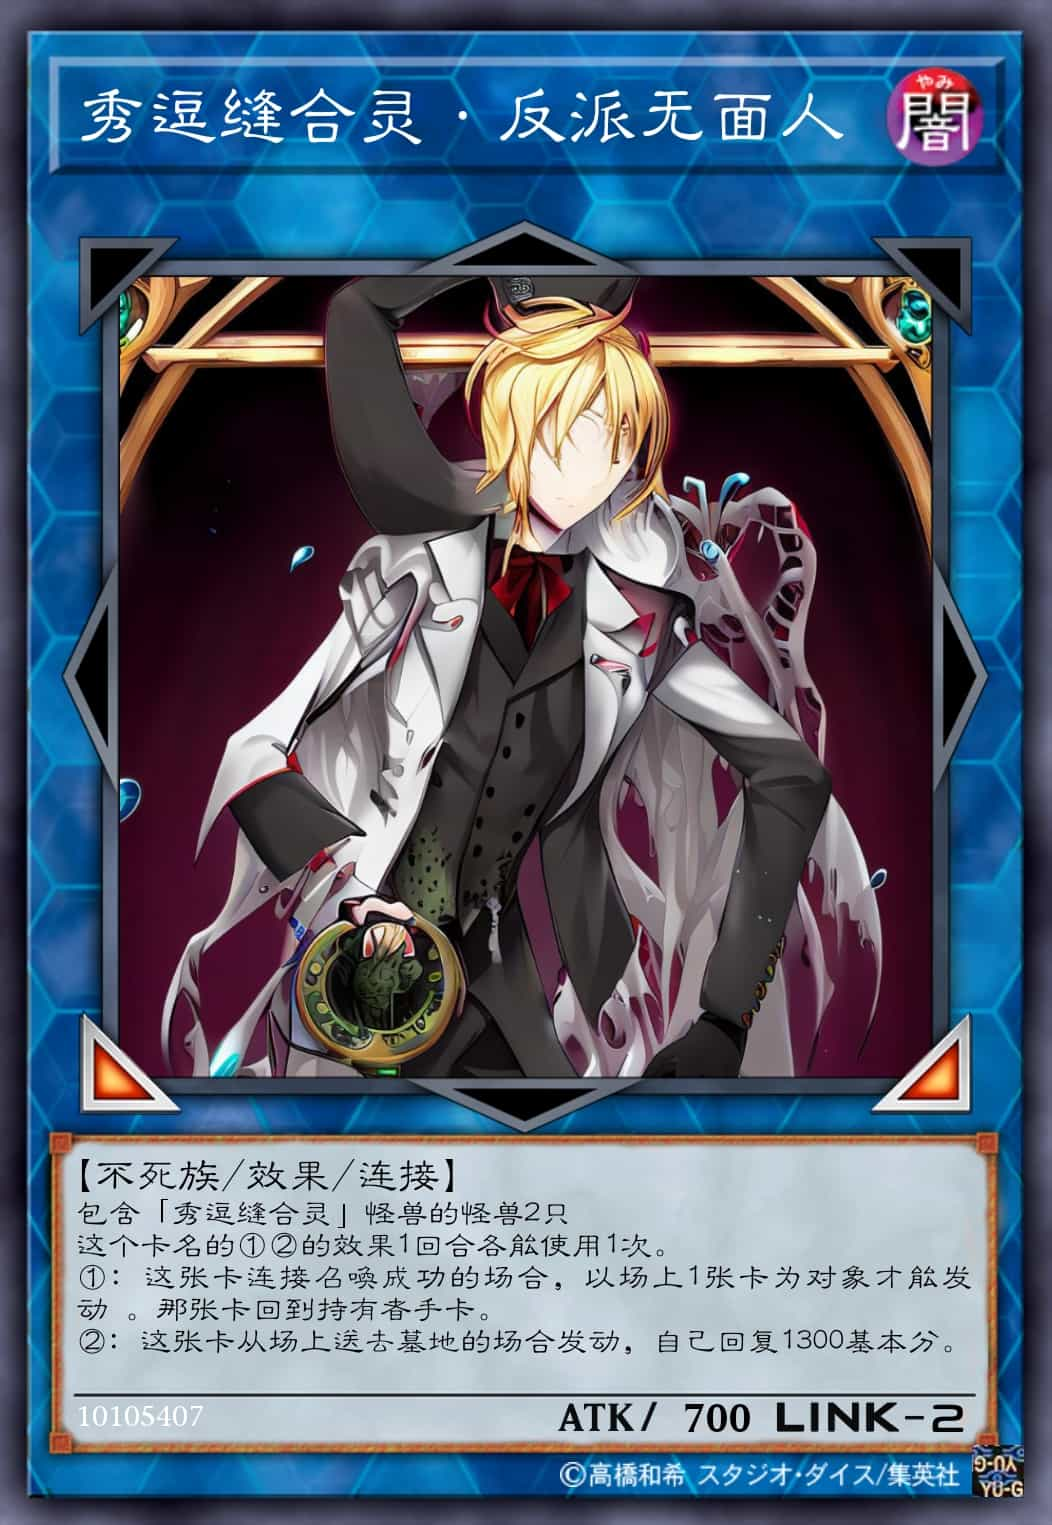 秀逗缝合灵·反派无面人
やみ
闇
【不死族/效果/连接】
包含「秀逗缝合灵」怪兽的怪兽2只
这个卡名的①②的效果1回合各能使用1次。
①：这张卡连接召唤成功的场合，以场上1张卡为对象才能发
动 。那张卡回到持有者手卡。
②：这张卡从场上送去墓地的场合发动，自己回复1300基本分。
10105407 ATK/ 700 LINK-2
©高橋和希 スタジオ·ダイス/集英社